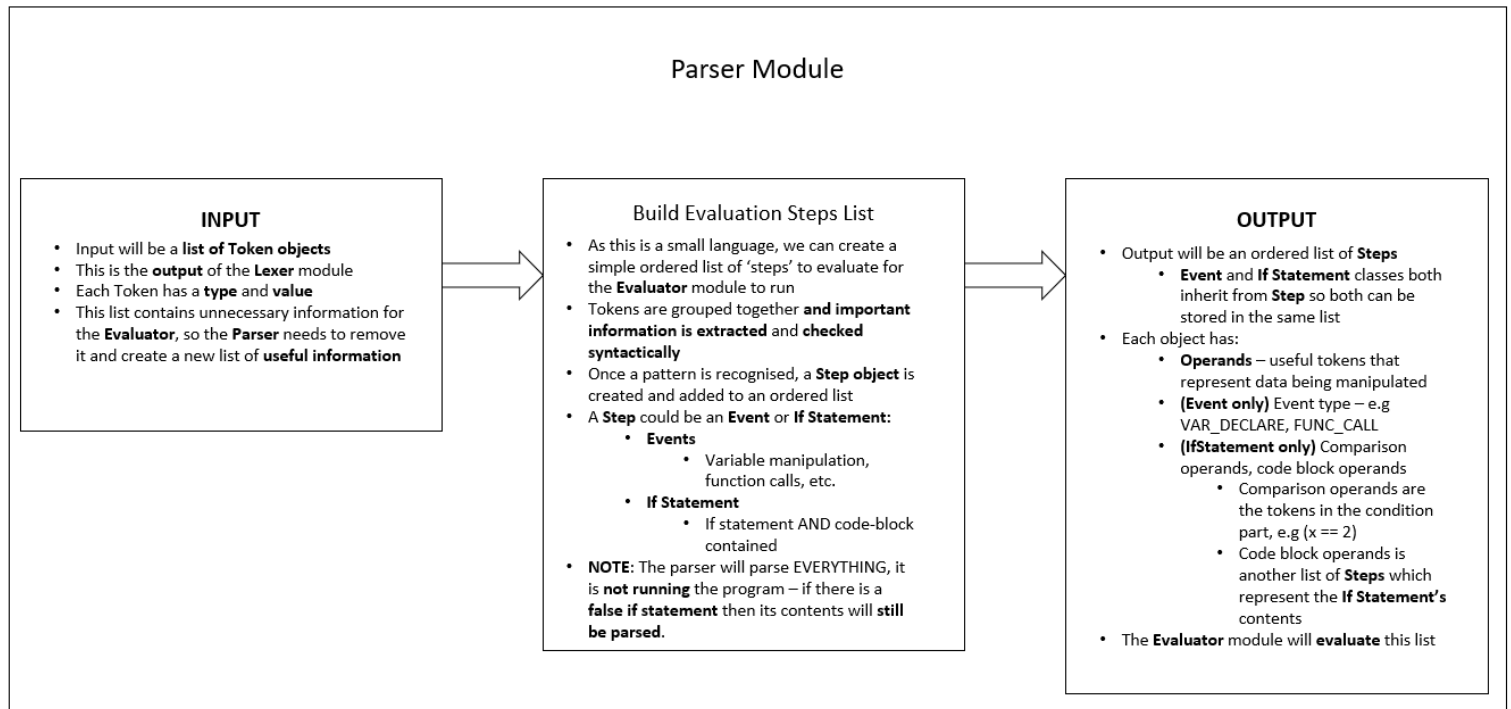 Parser Module
INPUT
• Input will be a list of Token objects
• This is the output of the Lexer module
• Each Token has a type and value
• This list contains unnecessary information for
the Evaluator, so the Parser needs to remove
it and create a new list of useful information
Build Evaluation Steps List
• As this is a small language, we can create a
simple ordered list of ‘steps’ to evaluate for
the Evaluator module to run
• Tokens are grouped together and important
information is extracted and checked
syntactically
• Once a pattern is recognised, a Step object is
created and added to an ordered list
• A Step could be an Event or If Statement:
• Events
• Variable manipulation,
function calls, etc.
• If Statement
• If statement AND code-block
contained
• NOTE: The parser will parse EVERYTHING, it
is not running the program – if there is a
false if statement then its contents will still
be parsed.
OUTPUT
• Output will be an ordered list of Steps
• Event and If Statement classes both
inherit from Step so both can be
stored in the same list
• Each object has:
• Operands – useful tokens that
represent data being manipulated
• (Event only) Event type – e.g
VAR_DECLARE, FUNC_CALL
• (IfStatement only) Comparison
operands, code block operands
• Comparison operands are
the tokens in the condition
part, e.g (x == 2)
• Code block operands is
another list of Steps which
represent the If Statement’s
contents
• The Evaluator module will evaluate this list